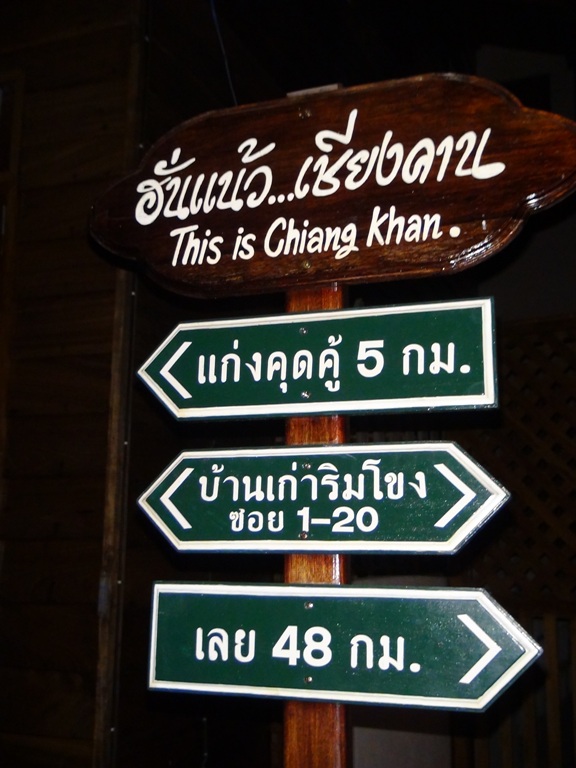 ฮั่นแน้ว...เชียงคาน
This is Chiang Khan.
แก่งคุดคู้ 5 กม.
บ้านเก่าริมโขง
ซอย 1-20
เลย 48 กม.